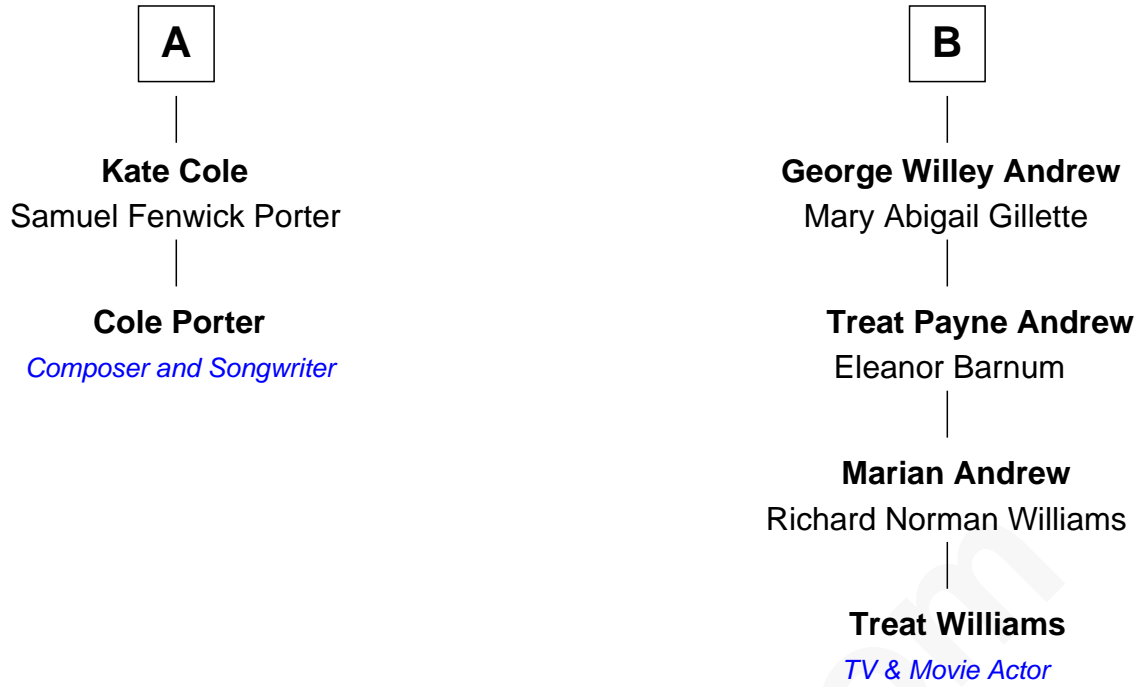 A
Kate Cole
Samuel Fenwick Porter
Cole Porter
Composer and Songwriter
B
George Willey Andrew
Mary Abigail Gillette
Treat Payne Andrew
Eleanor Barnum
Marian Andrew
Richard Norman Williams
Treat Williams
TV & Movie Actor